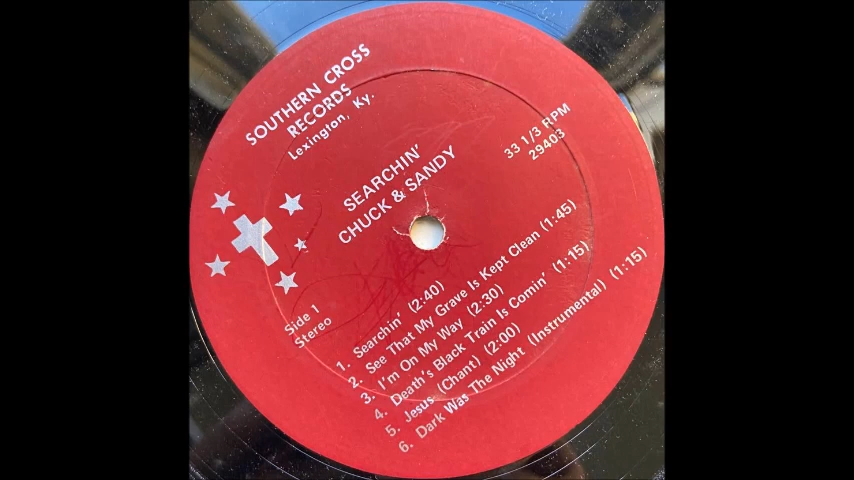 SOUTHERN CROSS
RECORDS
Lexington, Ky.
33 1/3 RPM
29403
SEARCHIN'
CHUCK & SANDY
Side 1
Stereo
1. Searchin' (2:40)
2. See That My Grave Is Kept Clean (1:45)
3. I'm On My Way (2:30)
4. Death's Black Train Is Comin' (1:15)
5. Jesus (Chant) (2:00)
6. Dark Was The Night (Instrumental) (1:15)